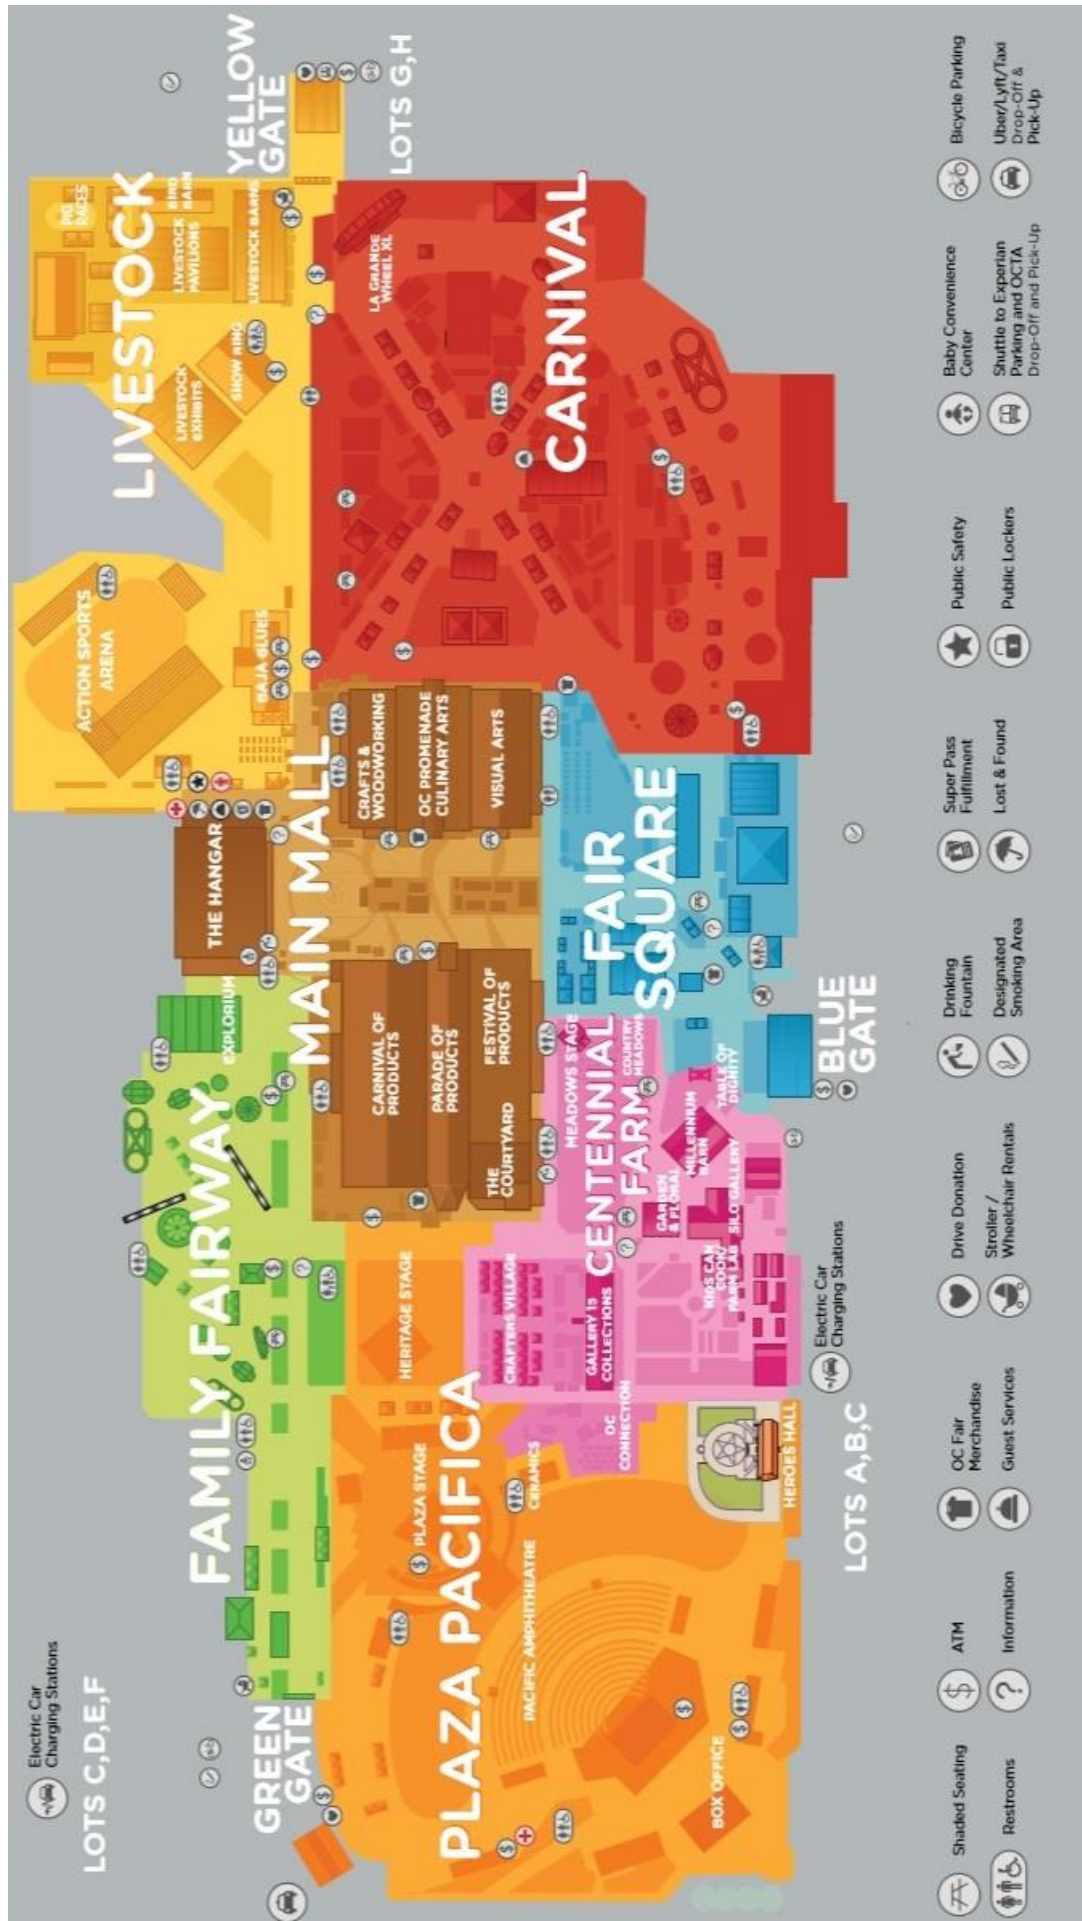 Electric Car
Charging Stations
LOTS C,D,E,F
GREEN
GATE
FAMILY FAIRWAY
EXPLORIUM
THE HANGAR
MAIN MALL
ACTION SPORTS
ARENA
BAJA BLUES
LIVESTOCK
LIVESTOCK
EXHIBITS
SHOW RING
LIVESTOCK
PAVILIONS
LIVESTOCK BARNS
PIG
RACES
BIRD
BARN
YELLOW
GATE
LOTS G,H
PLAZA PACIFICA
HERITAGE STAGE
PLAZA STAGE
PACIFIC AMPHITHEATRE
BOX OFFICE
CERAMICS
OC
CONNECTION
HEROES HALL
CARNIVAL OF
PRODUCTS
PARADE OF
PRODUCTS
FESTIVAL OF
PRODUCTS
THE
COURTYARD
CRAFTS &
WOODWORKING
OC PROMENADE
CULINARY ARTS
VISUAL ARTS
CARNIVAL
LA GRANDE
WHEEL XL
CENTENNIAL
FARM
CRAFTERS VILLAGE
GALLERY 15
COLLECTIONS
MEADOWS STAGE
COUNTRY
MEADOWS
GARDEN
& FLORAL
MILLENNIUM
BARN
TABLE OF
DIGNITY
SILO GALLERY
KIDS CAN
COOK/
FARM LAB
FAIR
SQUARE
BLUE
GATE
Electric Car
Charging Stations
LOTS A,B,C
Shaded Seating
Restrooms
ATM
Information
OC Fair
Merchandise
Guest Services
Drive Donation
Stroller /
Wheelchair Rentals
Drinking
Fountain
Designated
Smoking Area
Super Pass
Fulfillment
Lost & Found
Public Safety
Public Lockers
Baby Convenience
Center
Shuttle to Experian
Parking and OCTA
Drop-Off and Pick-Up
Bicycle Parking
Uber/Lyft/Taxi
Drop-Off &
Pick-Up